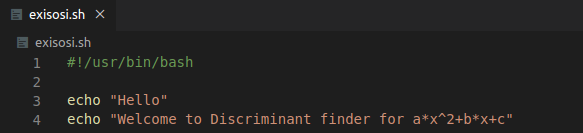 exisosi.sh
exisosi.sh
1 #!/usr/bin/bash
2
3 echo "Hello"
4 echo "Welcome to Discriminant finder for a*x^2+b*x+c"